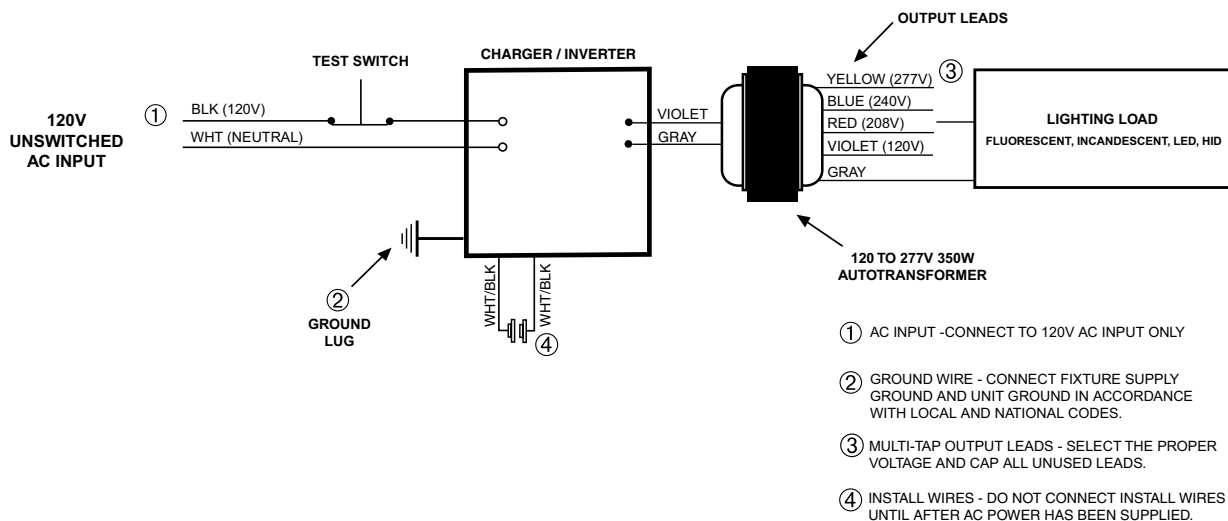 OUTPUT LEADS
CHARGER / INVERTER
TEST SWITCH
YELLOW (277V)
③
①
BLK (120V)
120V
UNSWITCHED
AC INPUT
WHT (NEUTRAL)
VIOLET
GRAY
BLUE (240V)
RED (208V)
VIOLET (120V)
GRAY
LIGHTING LOAD
FLUORESCENT, INCANDESCENT, LED, HID
120 TO 277V 350W
AUTOTRANSFORMER
②
GROUND
LUG
WHT/BLK
WHT/BLK
④
① AC INPUT -CONNECT TO 120V AC INPUT ONLY
② GROUND WIRE - CONNECT FIXTURE SUPPLY
GROUND AND UNIT GROUND IN ACCORDANCE
WITH LOCAL AND NATIONAL CODES.
③ MULTI-TAP OUTPUT LEADS - SELECT THE PROPER
VOLTAGE AND CAP ALL UNUSED LEADS.
④ INSTALL WIRES - DO NOT CONNECT INSTALL WIRES
UNTIL AFTER AC POWER HAS BEEN SUPPLIED.